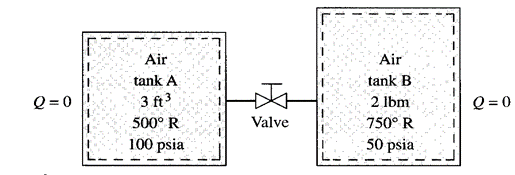 Air
tank A
3 ft³
500° R
100 psia
Q = 0
Valve
Air
tank B
2 lbm
750° R
50 psia
Q = 0